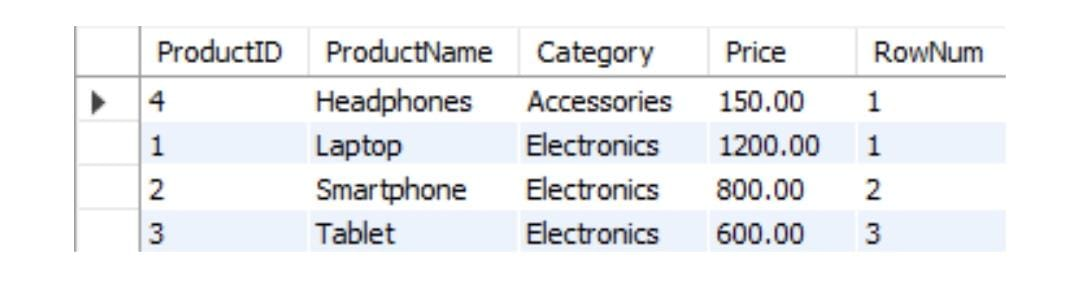 ProductID ProductName Category Price RowNum
4 Headphones Accessories 150.00 1
1 Laptop Electronics 1200.00 1
2 Smartphone Electronics 800.00 2
3 Tablet Electronics 600.00 3